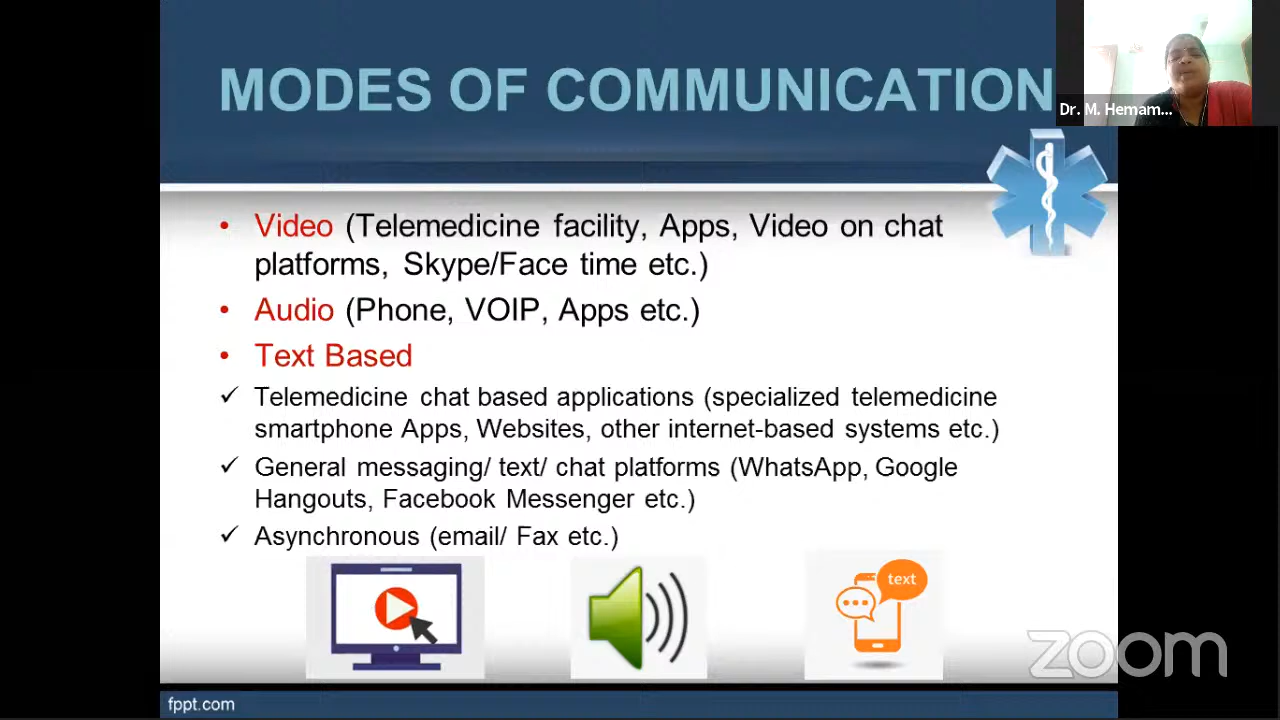 MODES OF COMMUNICATION
Dr. M. Hemam...
• Video (Telemedicine facility, Apps, Video on chat
platforms, Skype/Face time etc.)
• Audio (Phone, VOIP, Apps etc.)
• Text Based
✓ Telemedicine chat based applications (specialized telemedicine
smartphone Apps, Websites, other internet-based systems etc.)
✓ General messaging/ text/ chat platforms (WhatsApp, Google
Hangouts, Facebook Messenger etc.)
✓ Asynchronous (email/ Fax etc.)
text
zoom
fppt.com